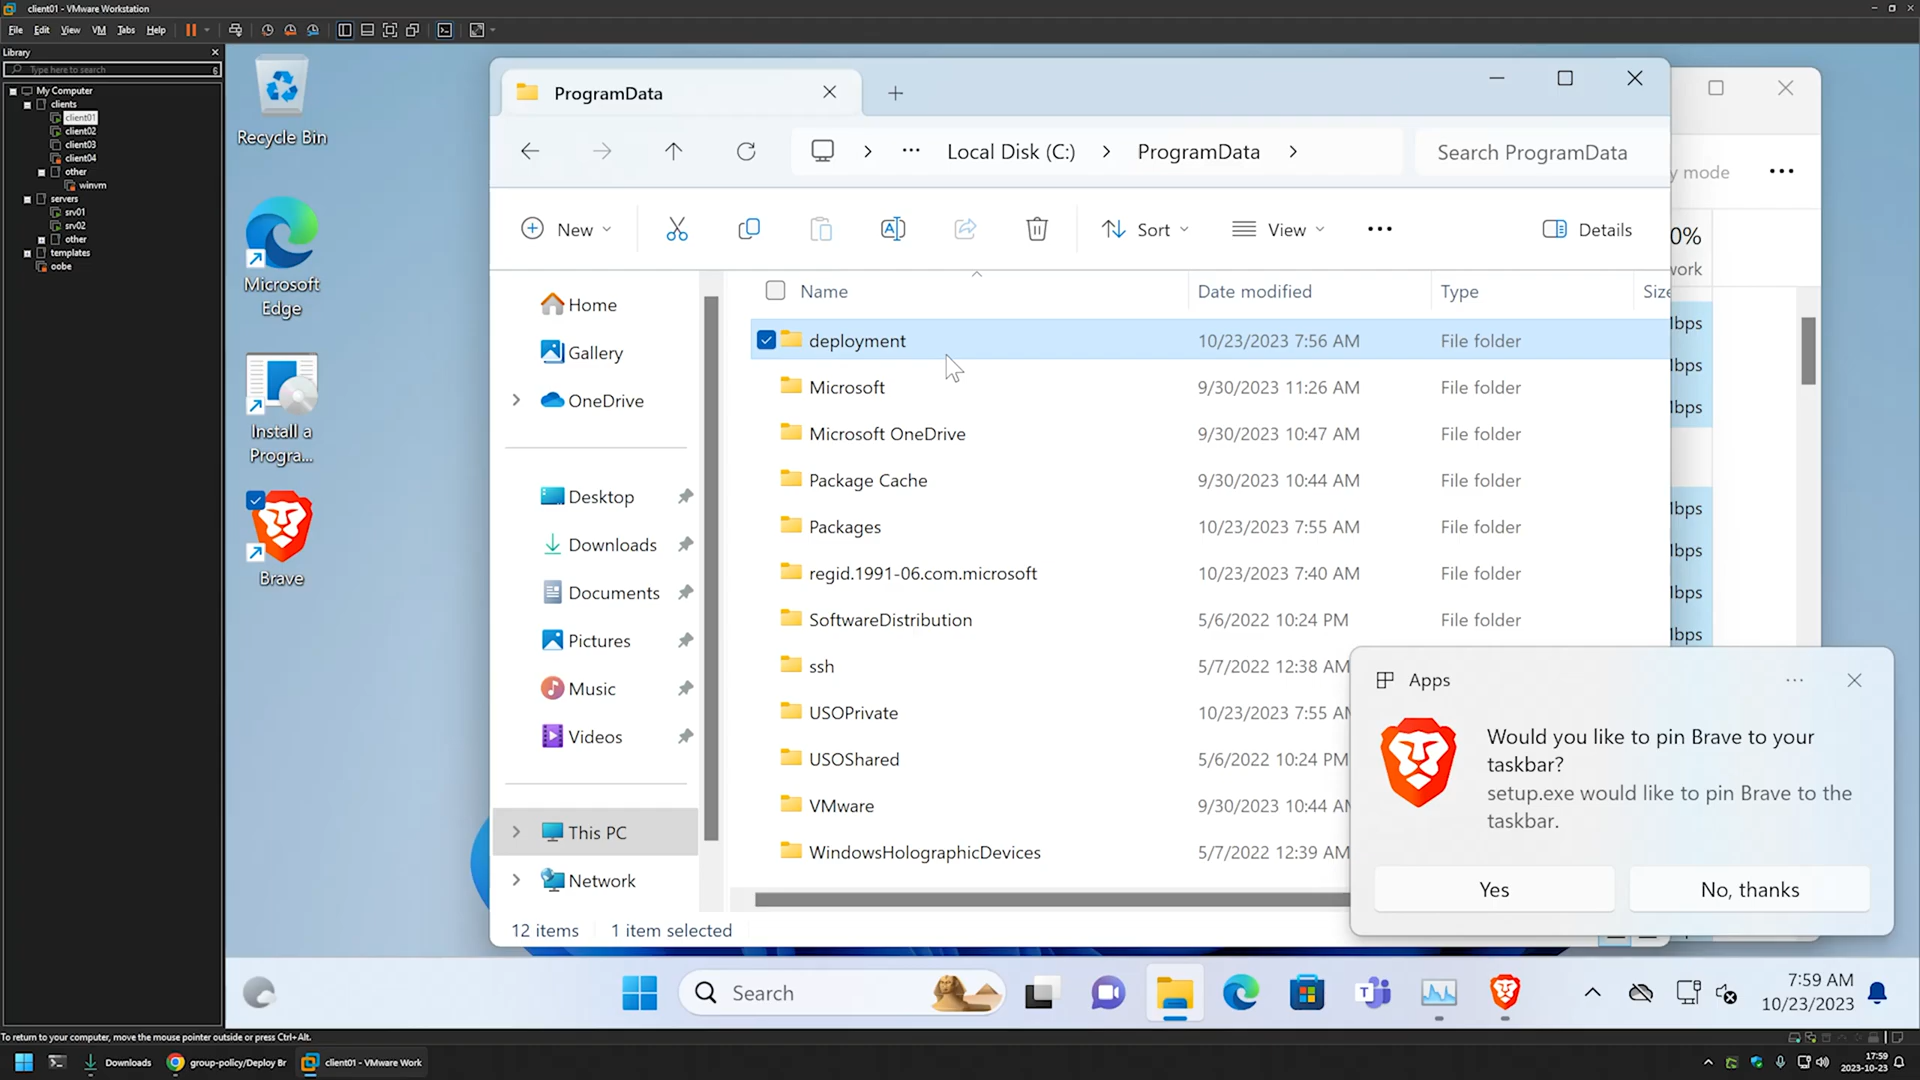 client01 - VMware Workstation
File Edit View VM Tabs Help
Library
Type here to search
My Computer
clients
client01
client02
client03
client04
other
winvm
servers
srv01
srv02
other
templates
oobe
Recycle Bin
Microsoft
Edge
Install a
Progra...
Brave
ProgramData
Local Disk (C:)
ProgramData
Search ProgramData
New
Sort
View
Details
y mode
0%
work
Home
Gallery
OneDrive
Desktop
Downloads
Documents
Pictures
Music
Videos
This PC
Network
Name Date modified Type Size
deployment 10/23/2023 7:56 AM File folder
Microsoft 9/30/2023 11:26 AM File folder
Microsoft OneDrive 9/30/2023 10:47 AM File folder
Package Cache 9/30/2023 10:44 AM File folder
Packages 10/23/2023 7:55 AM File folder
regid.1991-06.com.microsoft 10/23/2023 7:40 AM File folder
SoftwareDistribution 5/6/2022 10:24 PM File folder
ssh 5/7/2022 12:38 AM
USOPrivate 10/23/2023 7:55 AM
USOShared 5/6/2022 10:24 PM
VMware 9/30/2023 10:44 AM
WindowsHolographicDevices 5/7/2022 12:39 AM
12 items 1 item selected
Apps
Would you like to pin Brave to your
taskbar?
setup.exe would like to pin Brave to the
taskbar.
Yes
No, thanks
Search
7:59 AM
10/23/2023
To return to your computer, move the mouse pointer outside or press Ctrl+Alt.
Downloads
group-policy/Deploy Br
client01 - VMware Work
17:59
2023-10-23